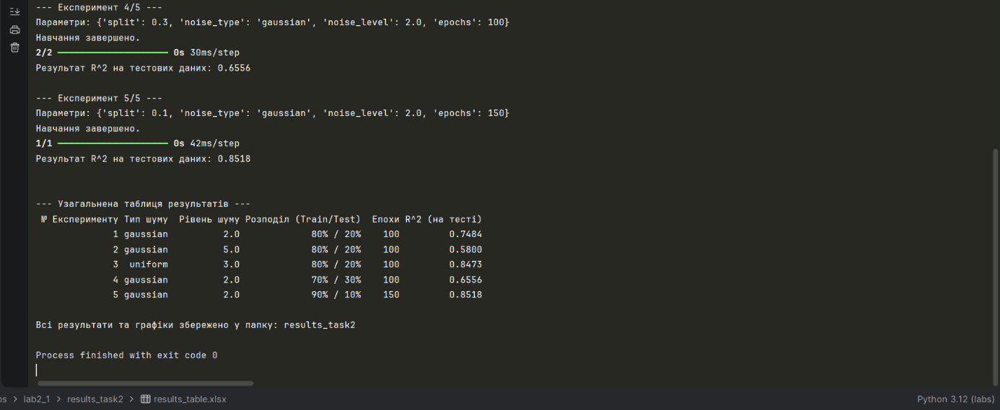 --- Експеримент 4/5 ---
Параметри: {'split': 0.3, 'noise_type': 'gaussian', 'noise_level': 2.0, 'epochs': 100}
Навчання завершено.
2/2 ━━━━━━━━━━━━━━━━━━━━ 0s 30ms/step
Результат R^2 на тестових даних: 0.6556
--- Експеримент 5/5 ---
Параметри: {'split': 0.1, 'noise_type': 'gaussian', 'noise_level': 2.0, 'epochs': 150}
Навчання завершено.
1/1 ━━━━━━━━━━━━━━━━━━━━ 0s 42ms/step
Результат R^2 на тестових даних: 0.8518
--- Узагальнена таблиця результатів ---
№ Експерименту Тип шуму Рівень шуму Розподіл (Train/Test) Епохи R^2 (на тесті)
1 gaussian 2.0 80% / 20% 100 0.7484
2 gaussian 5.0 80% / 20% 100 0.5800
3 uniform 3.0 80% / 20% 100 0.8473
4 gaussian 2.0 70% / 30% 100 0.6556
5 gaussian 2.0 90% / 10% 150 0.8518
Всі результати та графіки збережено у папку: results_task2
Process finished with exit code 0
> lab2_1 > results_task2 > results_table.xlsx Python 3.12 (labs)